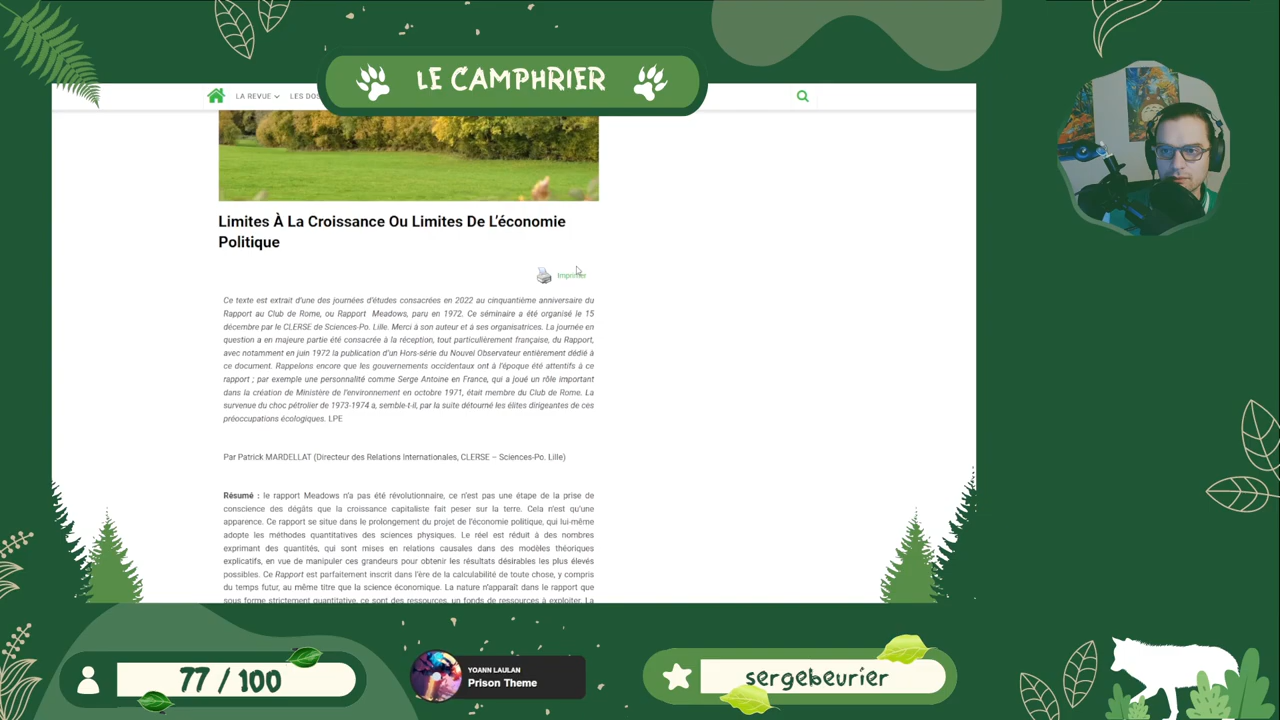 LE CAMPHRIER
LA REVUE
LES DOS
Limites À La Croissance Ou Limites De L'économie
Politique
Imprimer
Ce texte est extrait d'une des journées d'études consacrées en 2022 au cinquantième anniversaire du
Rapport au Club de Rome, ou Rapport Meadows, paru en 1972. Ce séminaire a été organisé le 15
décembre par le CLERSE de Sciences-Po. Lille. Merci à son auteur et à ses organisatrices. La journée en
question a en majeure partie été consacrée à la réception, tout particulièrement française, du Rapport,
avec notamment en juin 1972 la publication d'un Hors-série du Nouvel Observateur entièrement dédié à
ce document. Rappelons encore que les gouvernements occidentaux ont à l'époque été attentifs à ce
rapport ; par exemple une personnalité comme Serge Antoine en France, qui a joué un rôle important
dans la création de Ministère de l'environnement en octobre 1971, était membre du Club de Rome. La
survenue du choc pétrolier de 1973-1974 a, semble-t-il, par la suite détourné les élites dirigeantes de ces
préoccupations écologiques. LPE
Par Patrick MARDELLAT (Directeur des Relations Internationales, CLERSE – Sciences-Po. Lille)
Résumé : le rapport Meadows n'a pas été révolutionnaire, ce n'est pas une étape de la prise de
conscience des dégâts que la croissance capitaliste fait peser sur la terre. Cela n'est qu'une
apparence. Ce rapport se situe dans le prolongement du projet de l'économie politique, qui lui-même
adopte les méthodes quantitatives des sciences physiques. Le réel est réduit à des nombres
exprimant des quantités, qui sont mises en relations causales dans des modèles théoriques
explicatifs, en vue de manipuler ces grandeurs pour obtenir les résultats désirables les plus élevés
possibles. Ce Rapport est parfaitement inscrit dans l'ère de la calculabilité de toute chose, y compris
du temps futur, au même titre que la science économique. La nature n'apparaît dans le rapport que
sous forme strictement quantitative, ce sont des ressources, un fonds de ressources à exploiter. La
77 / 100
YOANN LAULAN
Prison Theme
sergebeurier